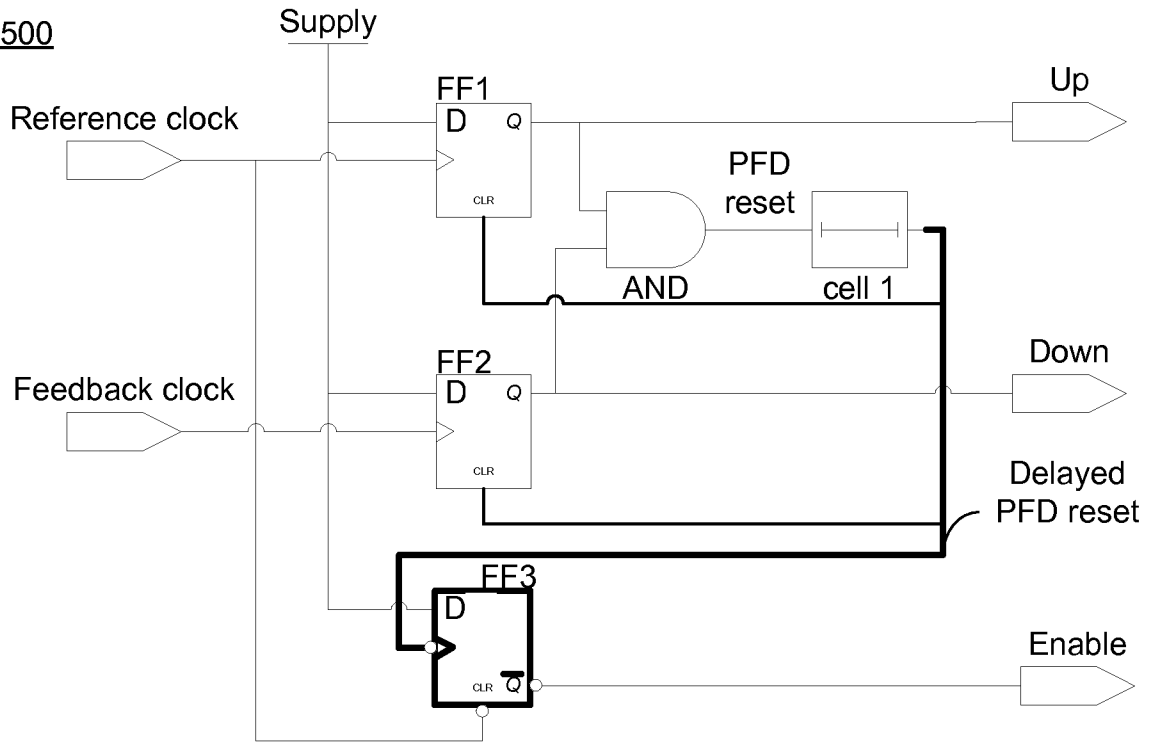 500
Supply
Reference clock
FF1
D
Q
CLR
Up
PFD
reset
AND
cell 1
Feedback clock
FF2
D
Q
CLR
Down
Delayed
PFD reset
FF3
D
CLR
Q
Enable